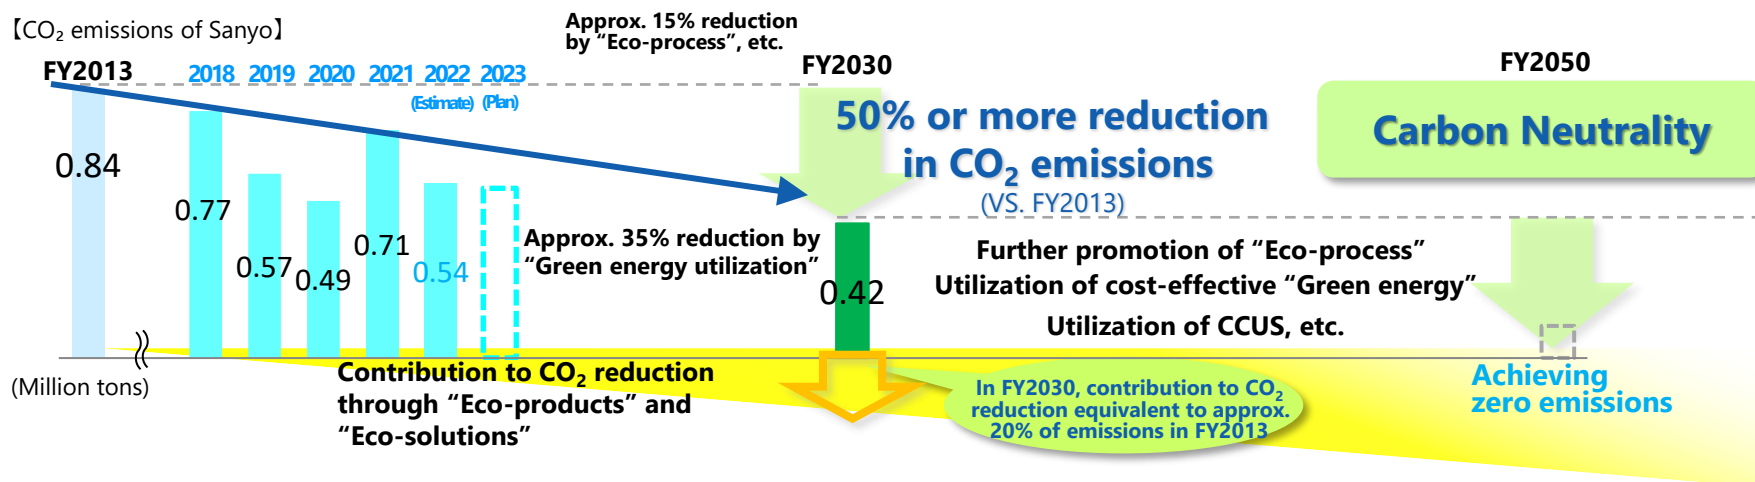 【CO₂ emissions of Sanyo】
Approx. 15% reduction
by “Eco-process”, etc.
FY2013
2018
2019
2020
2021
2022
(Estimate)
2023
(Plan)
FY2030
FY2050
50% or more reduction
in CO₂ emissions
(VS. FY2013)
Carbon Neutrality
0.84
0.77
0.57
0.49
0.71
0.54
Approx. 35% reduction by
“Green energy utilization”
0.42
Further promotion of “Eco-process”
Utilization of cost-effective “Green energy”
Utilization of CCUS, etc.
(Million tons)
Contribution to CO₂ reduction
through “Eco-products” and
“Eco-solutions”
In FY2030, contribution to CO₂
reduction equivalent to approx.
20% of emissions in FY2013
Achieving
zero emissions